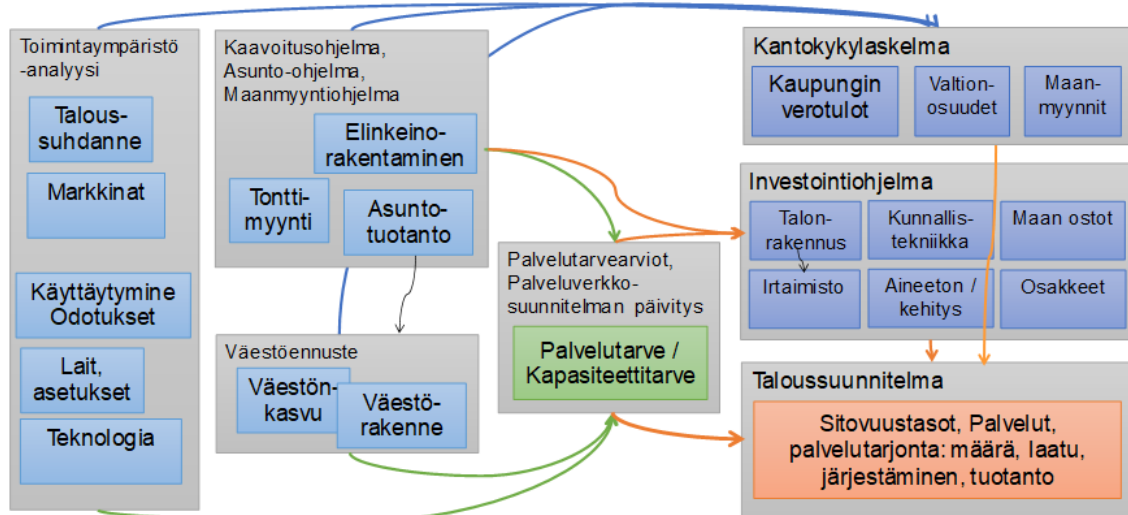 Toimintaympäristö
-analyysi
Talous-
suhdanne
Markkinat
Käyttäytymine
Odotukset
Lait,
asetukset
Teknologia
Kaavoitusohjelma,
Asunto-ohjelma,
Maanmyyntiohjelma
Elinkeino-
rakentaminen
Tontti-
myynti
Asunto-
tuotanto
Väestöennuste
Väestön-
kasvu
Väestö-
rakenne
Palvelutarvearviot,
Palveluverkko-
suunnitelman päivitys
Palvelutarve /
Kapasiteettitarve
Kantokykylaskelma
Kaupungin
verotulot
Valtion-
osuudet
Maan-
myynnit
Investointiohjelma
Talon-
rakennus
Kunnallis-
tekniikka
Maan ostot
Irtaimisto
Aineeton /
kehitys
Osakkeet
Taloussuunnitelma
Sitovuustasot, Palvelut,
palvelutarjonta: määrä, laatu,
järjestäminen, tuotanto